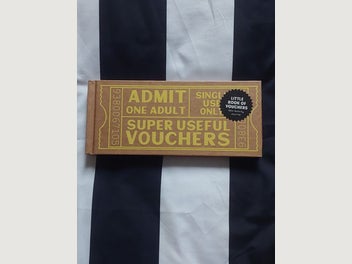 ADMIT
ONE ADULT
SINGLE
USE
ONLY
SUPER USEFUL
VOUCHERS
LITTLE
BOOK OF
VOUCHERS